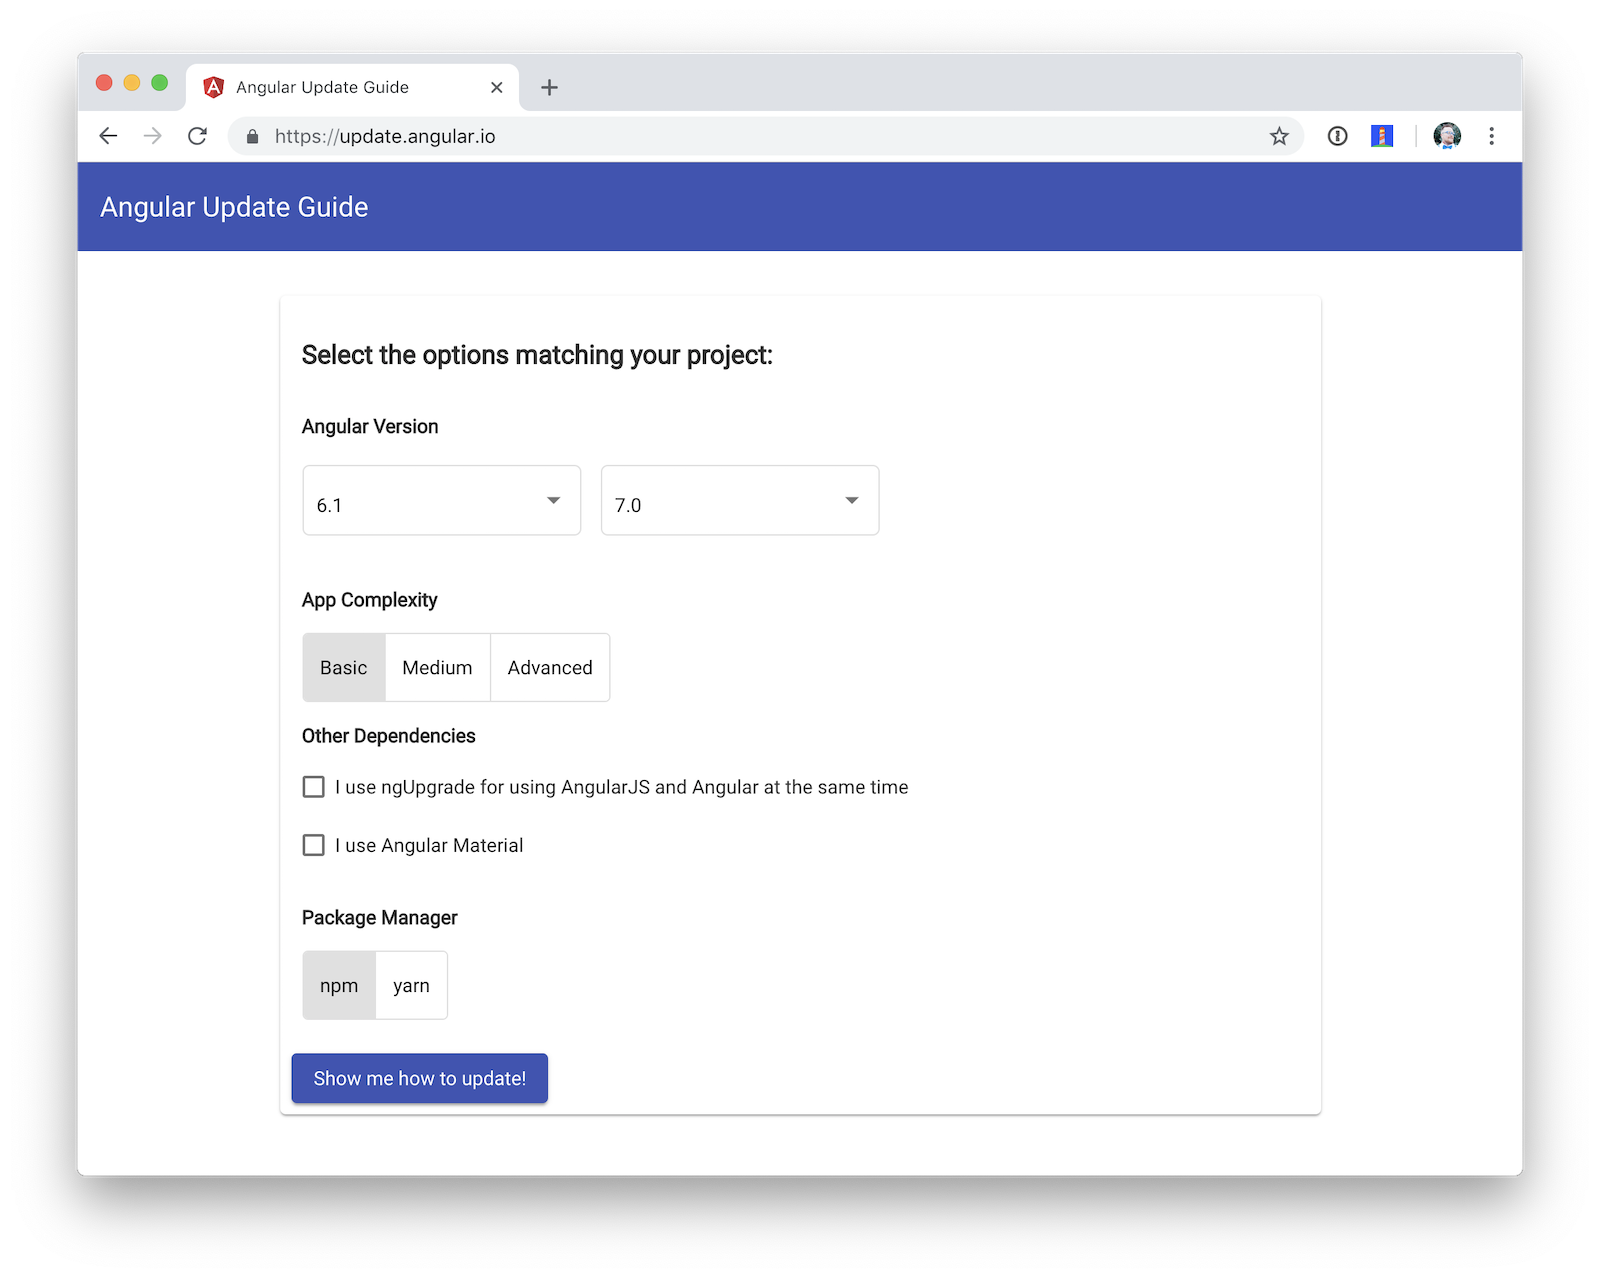 Angular Update Guide
https://update.angular.io
Angular Update Guide
Select the options matching your project:
Angular Version
6.1 7.0
App Complexity
Basic Medium Advanced
Other Dependencies
I use ngUpgrade for using AngularJS and Angular at the same time
I use Angular Material
Package Manager
npm yarn
Show me how to update!